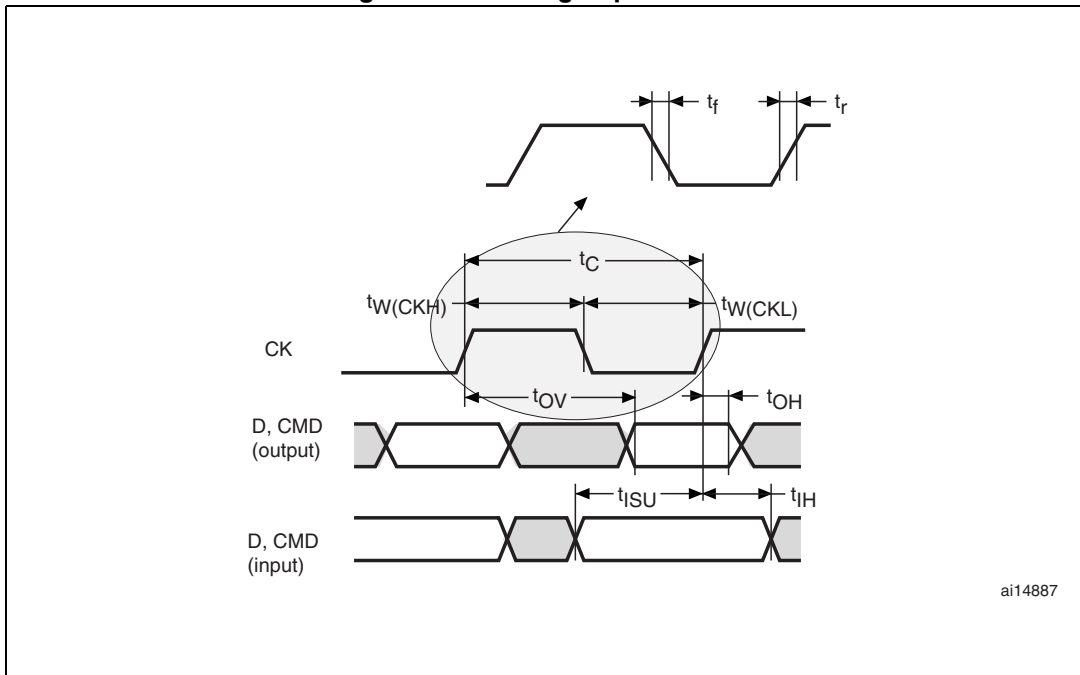 tf
tr
tC
tW(CKH)
tW(CKL)
CK
tOV
tOH
D, CMD
(output)
tISU
tIH
D, CMD
(input)
ai14887